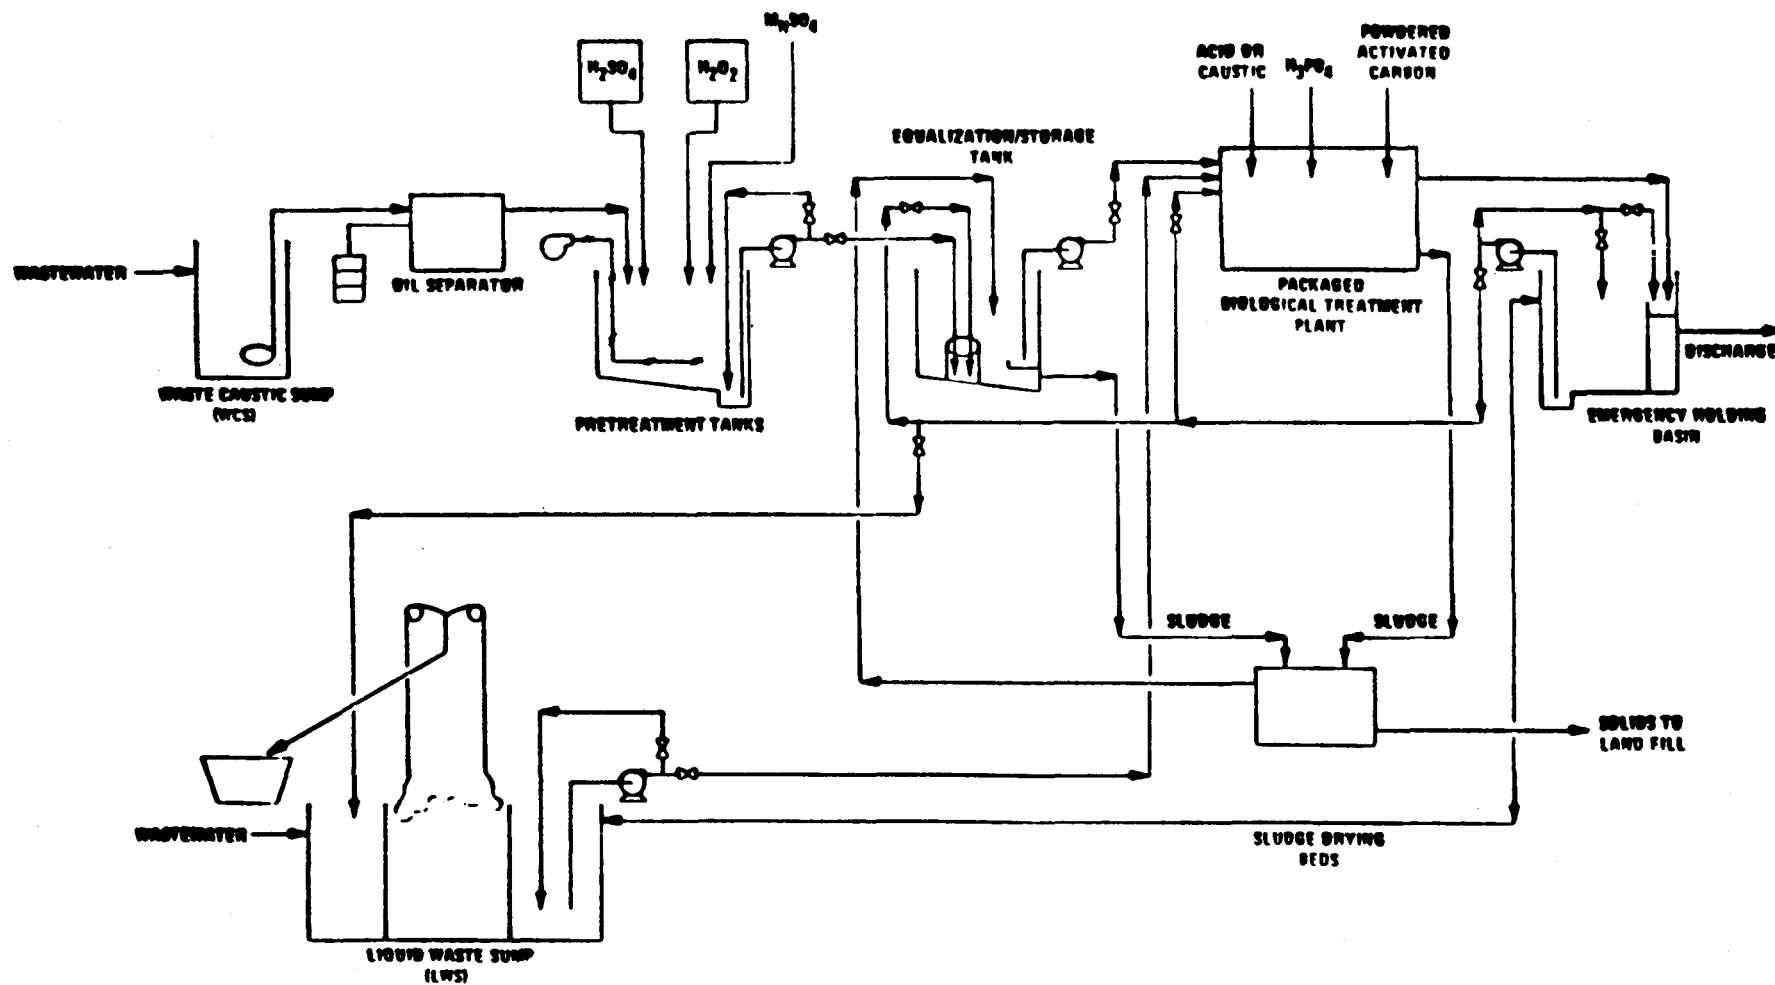 MnSO4
H2SO4
H2O2
ACID OR
CAUSTIC
H3PO4
POWDERED
ACTIVATED
CARBON
EQUALIZATION/STORAGE
TANK
WASTEWATER
OIL SEPARATOR
PACKAGED
BIOLOGICAL TREATMENT
PLANT
DISCHARGE
WASTE CAUSTIC SUMP
(WCS)
PRETREATMENT TANKS
EMERGENCY HOLDING
BASIN
SLUDGE
SLUDGE
SOLIDS TO
LAND FILL
WASTEWATER
SLUDGE DRYING
BEDS
LIQUID WASTE SUMP
(LWS)